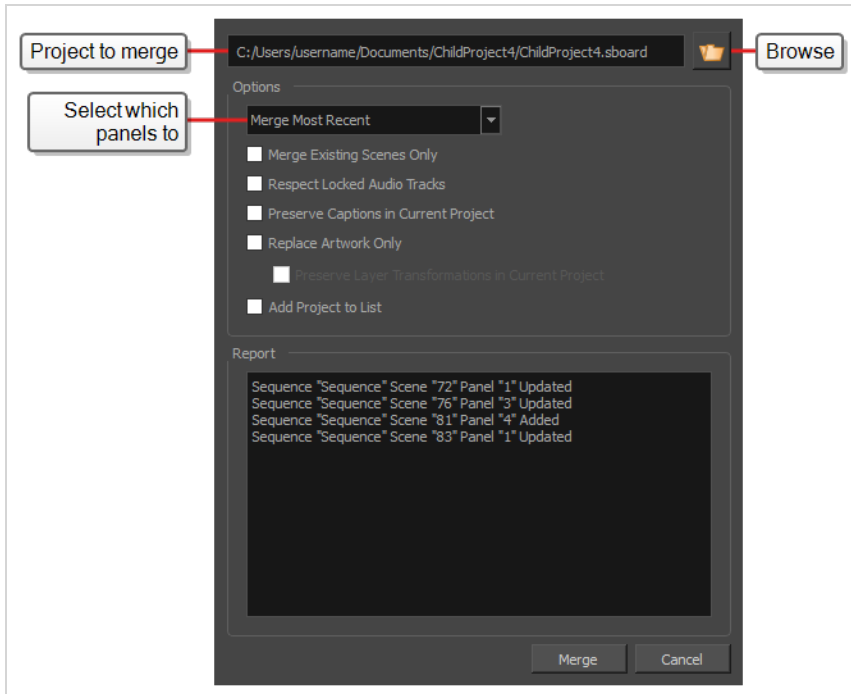 Project to merge
C:/Users/username/Documents/ChildProject4/ChildProject4.sboard
Browse
Options
Select which
panels to
Merge Most Recent
Merge Existing Scenes Only
Respect Locked Audio Tracks
Preserve Captions in Current Project
Replace Artwork Only
Preserve Layer Transformations in Current Project
Add Project to List
Report
Sequence "Sequence" Scene "72" Panel "1" Updated
Sequence "Sequence" Scene "76" Panel "3" Updated
Sequence "Sequence" Scene "81" Panel "4" Added
Sequence "Sequence" Scene "83" Panel "1" Updated
Merge
Cancel